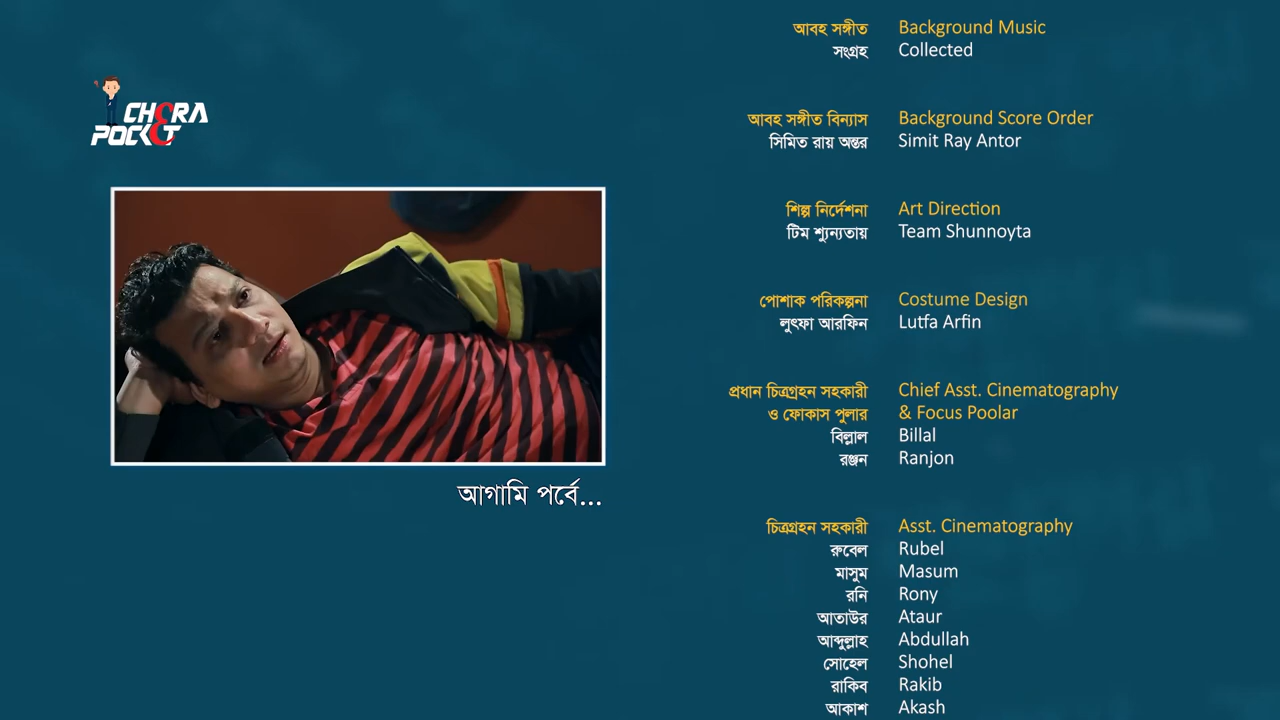 CHERA
POCKET
আগামি পর্বে...
আবহ সঙ্গীত Background Music
সংগ্রহ Collected
আবহ সঙ্গীত বিন্যাস Background Score Order
সিমিত রায় অন্তর Simit Ray Antor
শিল্প নির্দেশনা Art Direction
টিম শ্যুন্যতায় Team Shunnoyta
পোশাক পরিকল্পনা Costume Design
লুৎফা আরফিন Lutfa Arfin
প্রধান চিত্রগ্রহন সহকারী Chief Asst. Cinematography
ও ফোকাস পুলার & Focus Poolar
বিল্লাল Billal
রঞ্জন Ranjon
চিত্রগ্রহন সহকারী Asst. Cinematography
রুবেল Rubel
মাসুম Masum
রনি Rony
আতাউর Ataur
আব্দুল্লাহ Abdullah
সোহেল Shohel
রাকিব Rakib
আকাশ Akash